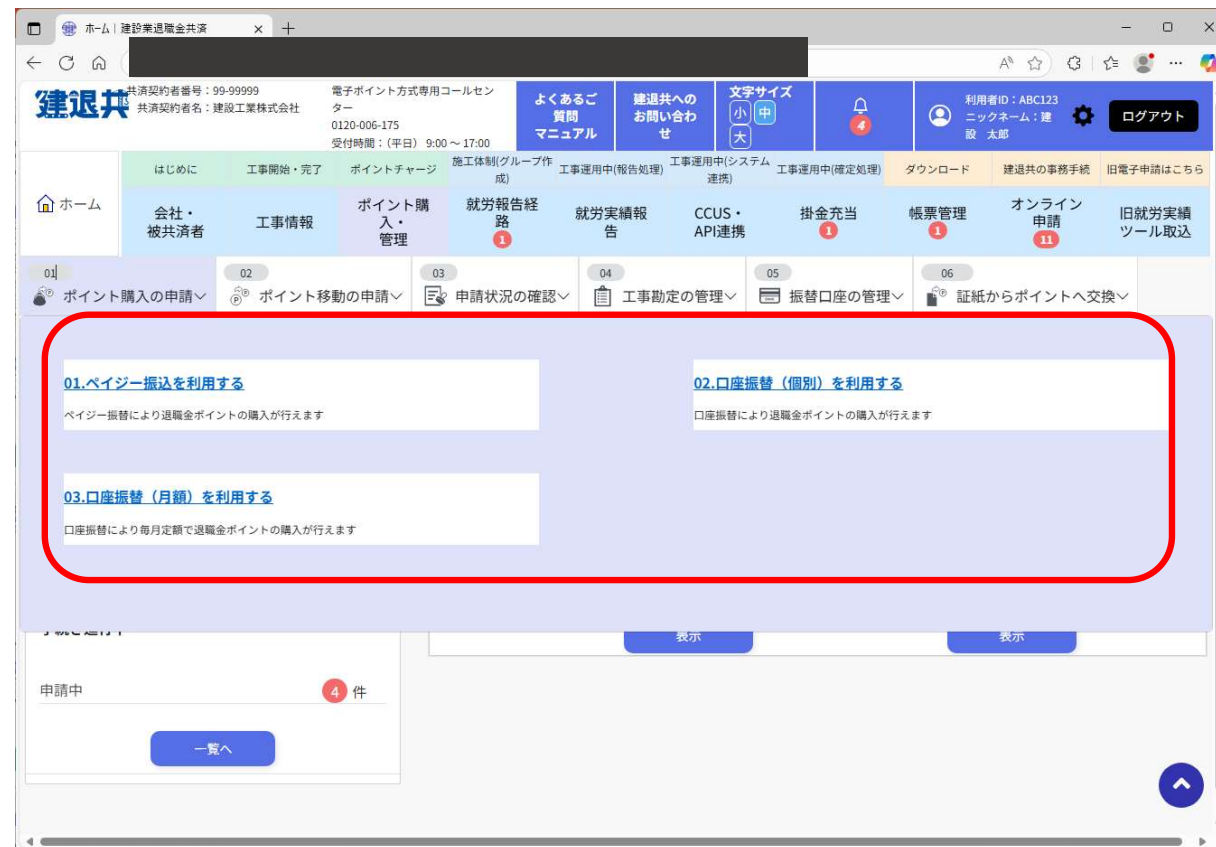 ホーム | 建設業退職金共済
建退共
共済契約者番号：99-99999
共済契約者名：建設工業株式会社
電子ポイント方式専用コールセン
ター
0120-006-175
受付時間：（平日） 9:00 ～ 17:00
よくあるご
質問
マニュアル
建退共への
お問い合わ
せ
文字サイズ
小 中
大
4
利用者ID：ABC123
ニックネーム：建
設 太郎
ログアウト
ホーム
はじめに
工事開始・完了
ポイントチャージ
施工体制(グループ作
成)
工事運用中(報告処理)
工事運用中(システム
連携)
工事運用中(確定処理)
ダウンロード
建退共の事務手続
旧電子申請はこちら
会社・
被共済者
工事情報
ポイント購
入・
管理
就労報告経
路
1
就労実績報
告
CCUS・
API連携
掛金充当
1
帳票管理
1
オンライン
申請
11
旧就労実績
ツール取込
01
ポイント購入の申請
02
ポイント移動の申請
03
申請状況の確認
04
工事勘定の管理
05
振替口座の管理
06
証紙からポイントへ交換
01.ペイジー振込を利用する
ペイジー振替により退職金ポイントの購入が行えます
02.口座振替（個別）を利用する
口座振替により退職金ポイントの購入が行えます
03.口座振替（月額）を利用する
口座振替により毎月定額で退職金ポイントの購入が行えます
表示
表示
申請中
4 件
一覧へ